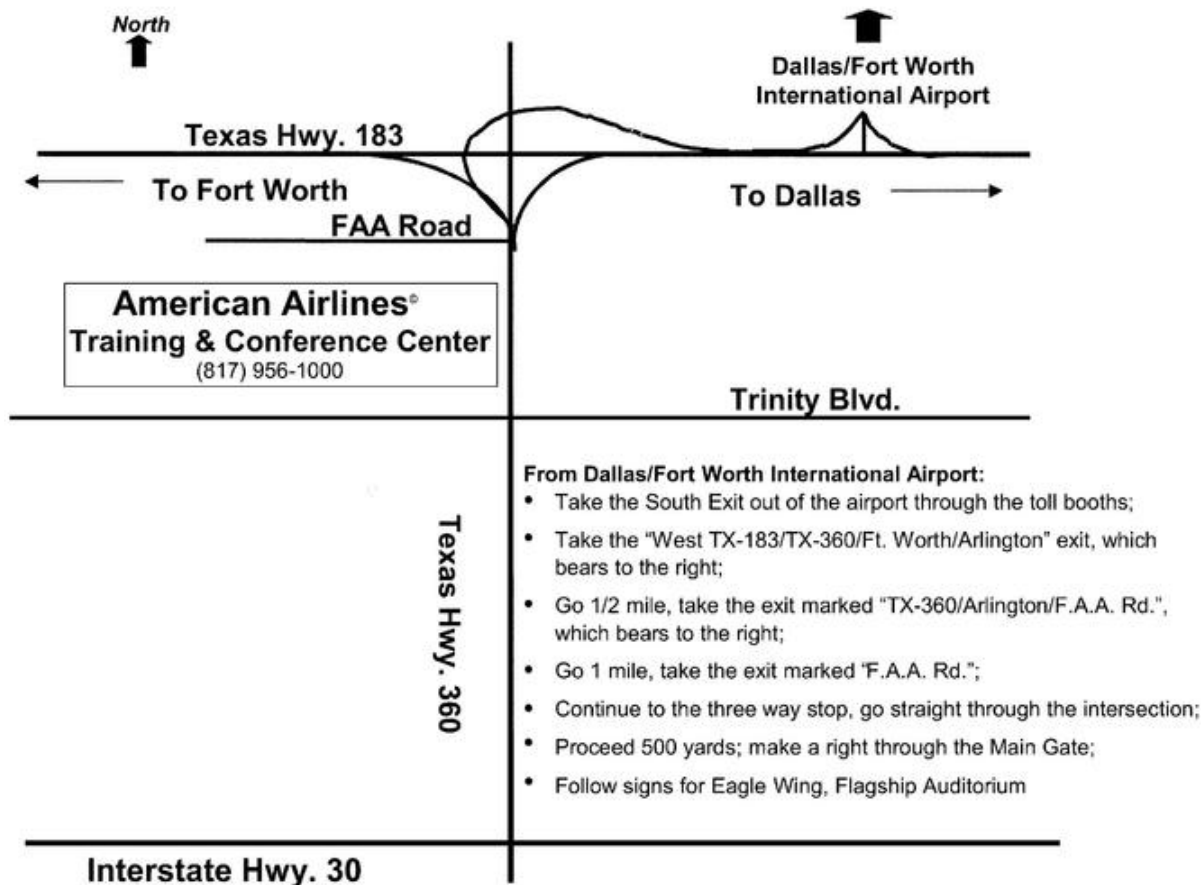 North
Dallas/Fort Worth
International Airport
Texas Hwy. 183
To Fort Worth
To Dallas
FAA Road
American Airlines©
Training & Conference Center
(817) 956-1000
Trinity Blvd.
Texas Hwy. 360
From Dallas/Fort Worth International Airport:
• Take the South Exit out of the airport through the toll booths;
• Take the “West TX-183/TX-360/Ft. Worth/Arlington” exit, which
bears to the right;
• Go 1/2 mile, take the exit marked “TX-360/Arlington/F.A.A. Rd.”,
which bears to the right;
• Go 1 mile, take the exit marked “F.A.A. Rd.”;
• Continue to the three way stop, go straight through the intersection;
• Proceed 500 yards; make a right through the Main Gate;
• Follow signs for Eagle Wing, Flagship Auditorium
Interstate Hwy. 30